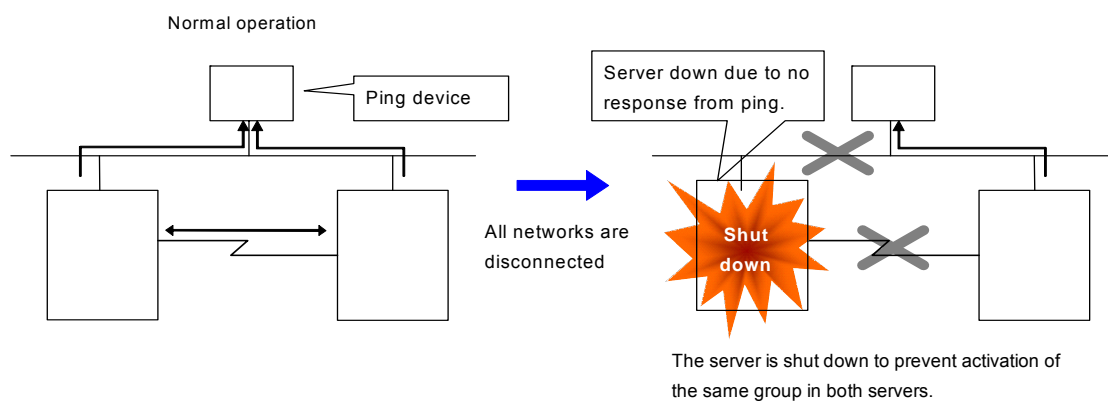 Normal operation
Ping device
All networks are
disconnected
Server down due to no
response from ping.
Shut
down
The server is shut down to prevent activation of
the same group in both servers.